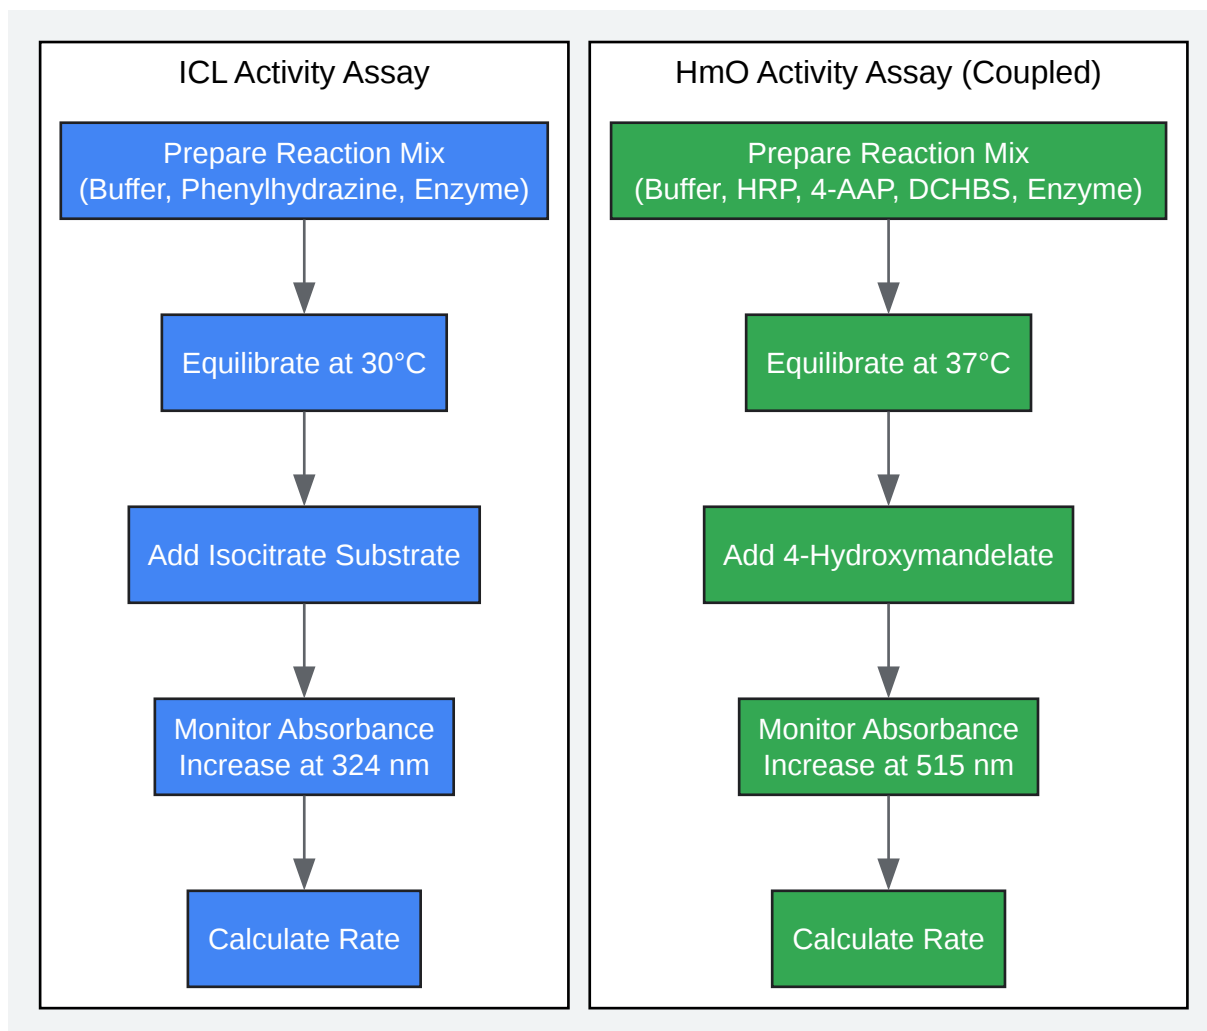 ICL Activity Assay
Prepare Reaction Mix
(Buffer, Phenylhydrazine, Enzyme)
Equilibrate at 30°C
Add Isocitrate Substrate
Monitor Absorbance
Increase at 324 nm
Calculate Rate
HmO Activity Assay (Coupled)
Prepare Reaction Mix
(Buffer, HRP, 4-AAP, DCHBS, Enzyme)
Equilibrate at 37°C
Add 4-Hydroxymandelate
Monitor Absorbance
Increase at 515 nm
Calculate Rate